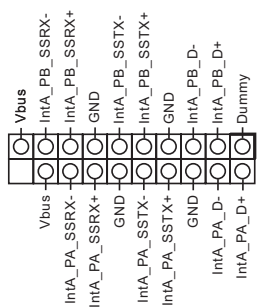 Vbus
IntA_PB_SSRX-
IntA_PB_SSRX+
GND
IntA_PB_SSTX-
IntA_PB_SSTX+
GND
IntA_PB_D-
IntA_PB_D+
Dummy
Vbus
IntA_PA_SSRX-
IntA_PA_SSRX+
GND
IntA_PA_SSTX-
IntA_PA_SSTX+
GND
IntA_PA_D-
IntA_PA_D+